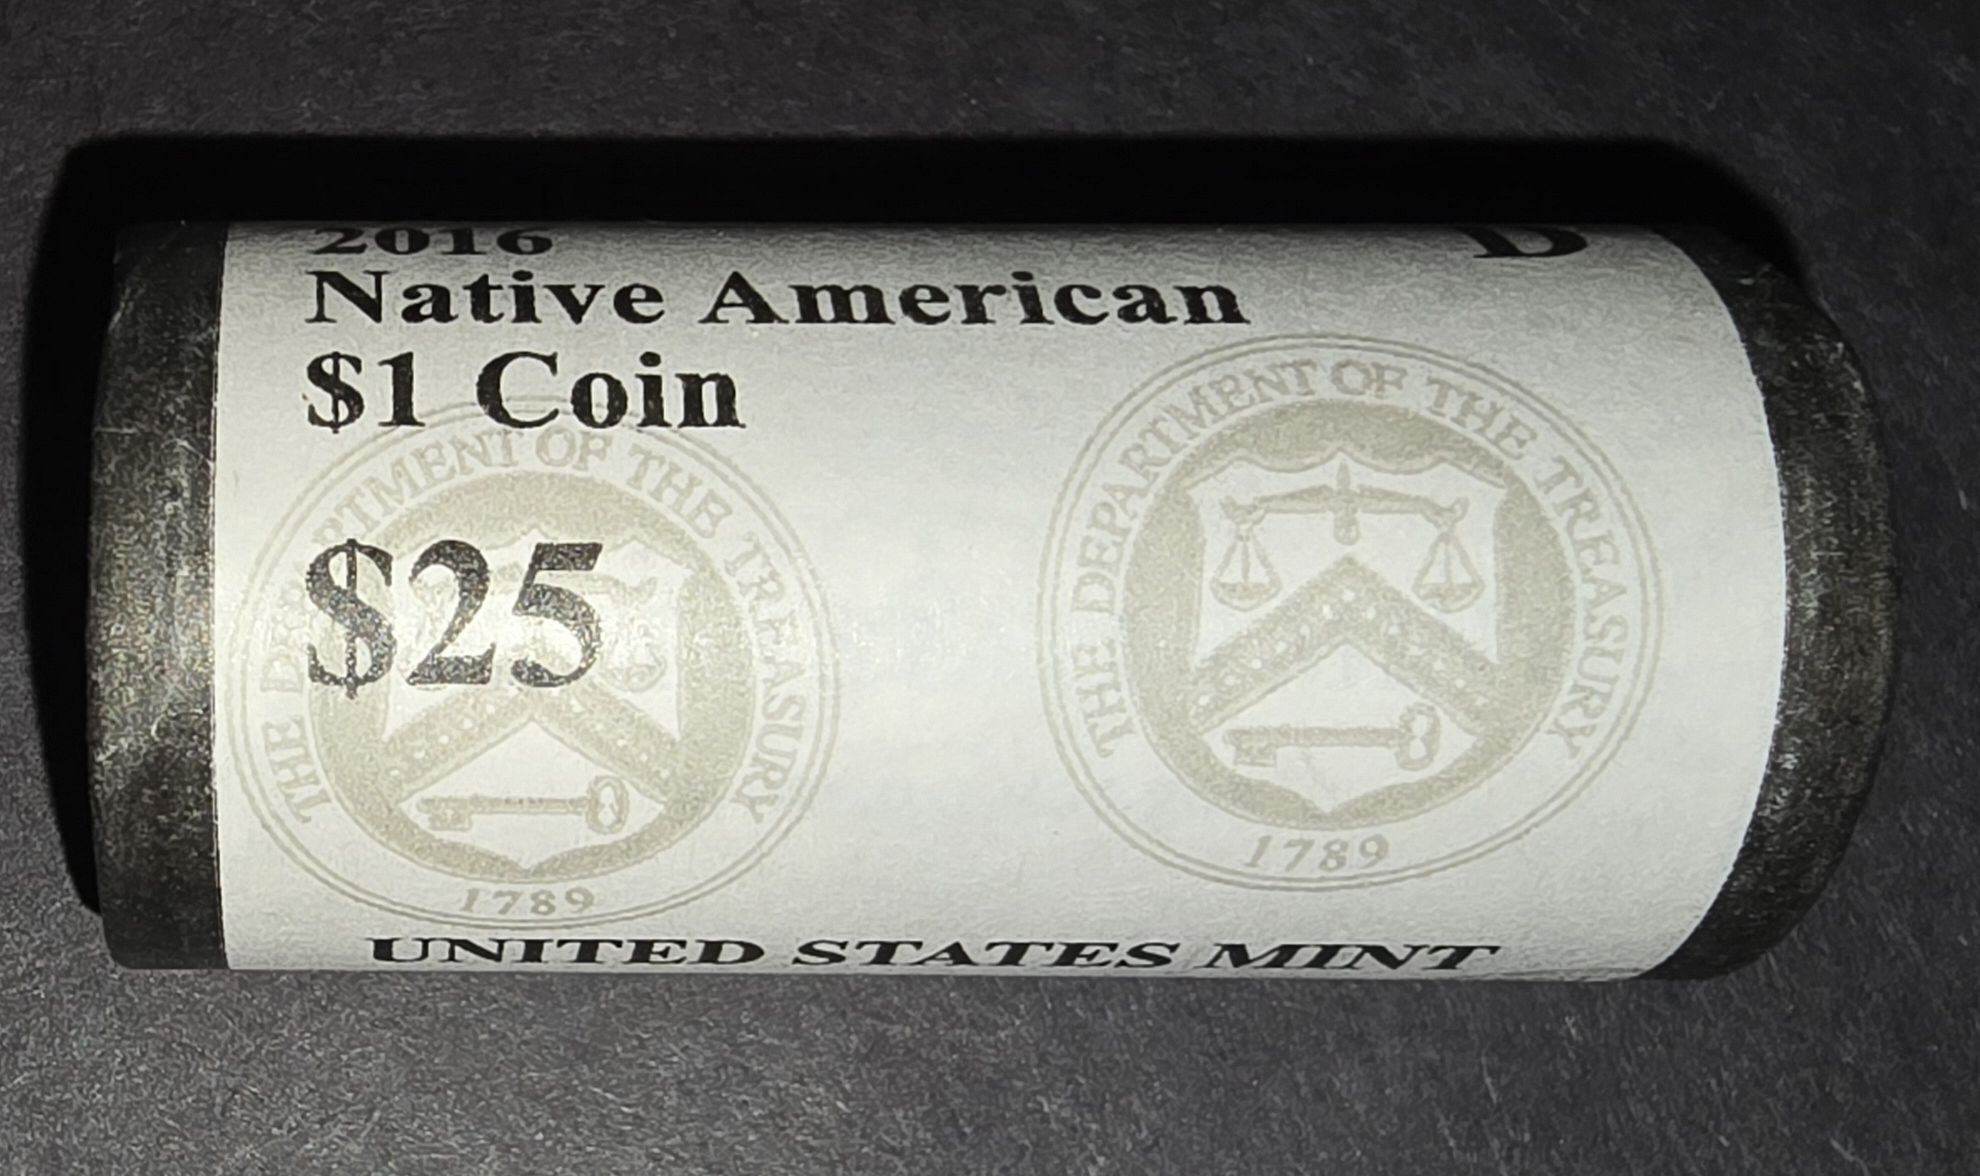 2016
D
Native American
$1 Coin
$25
THE DEPARTMENT OF THE TREASURY
1789
THE DEPARTMENT OF THE TREASURY
1789
UNITED STATES MINT